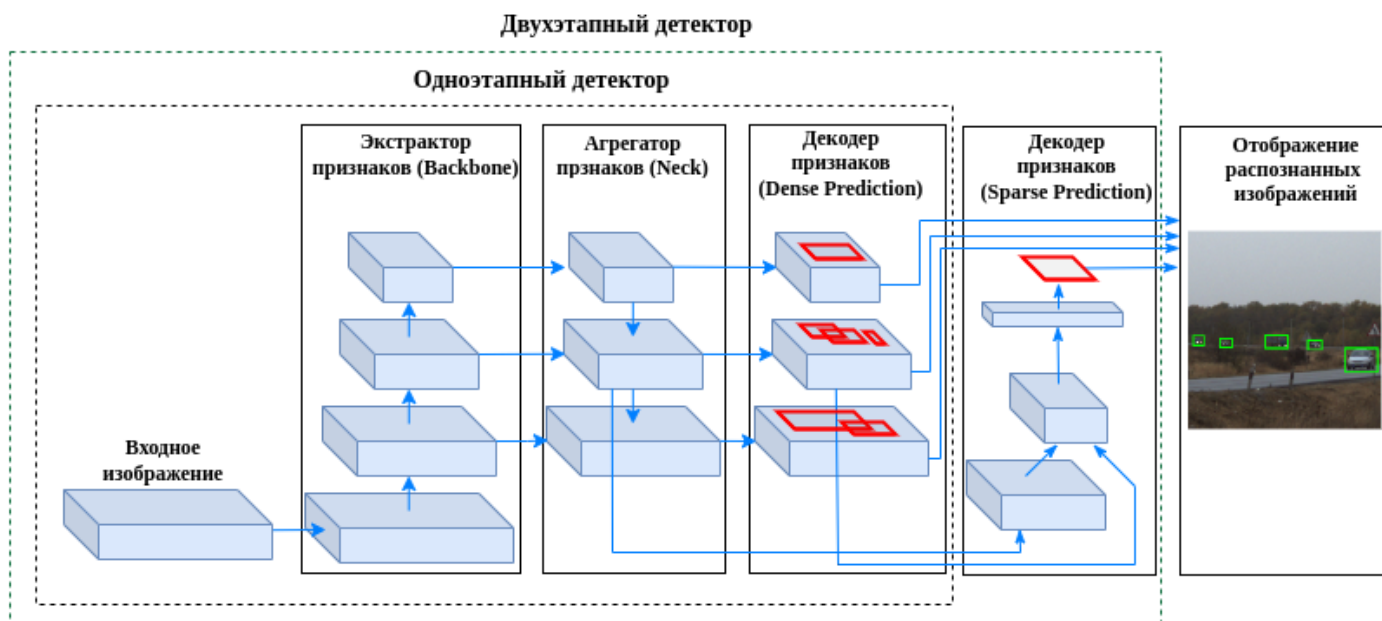 Двухэтапный детектор
Одноэтапный детектор
Экстрактор
признаков (Backbone)
Агрегатор
прзнаков (Neck)
Декодер
признаков
(Dense Prediction)
Декодер
признаков
(Sparse Prediction)
Отображение
распознанных
изображений
Входное
изображение